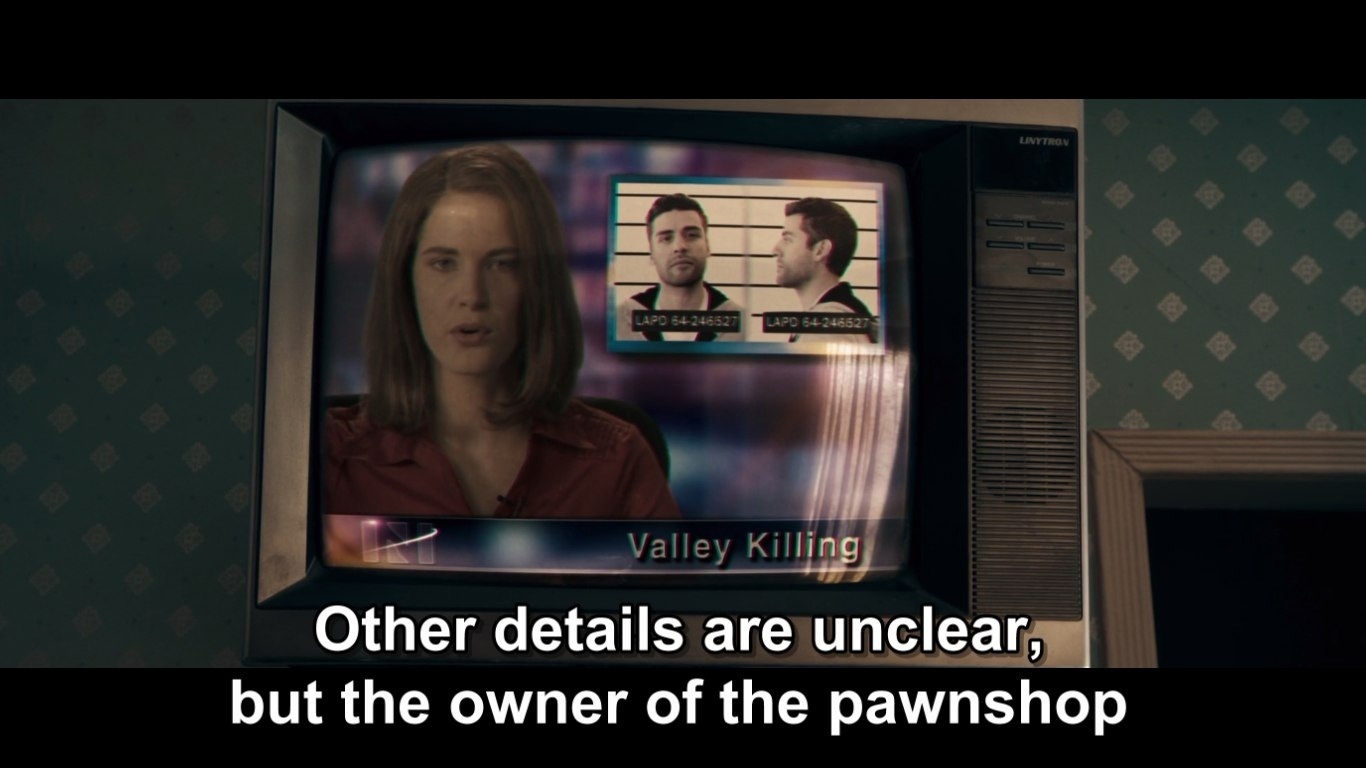 LINYTRON
LAPD 64-246527
LAPD 64-246527
Valley Killing
Other details are unclear,
but the owner of the pawnshop